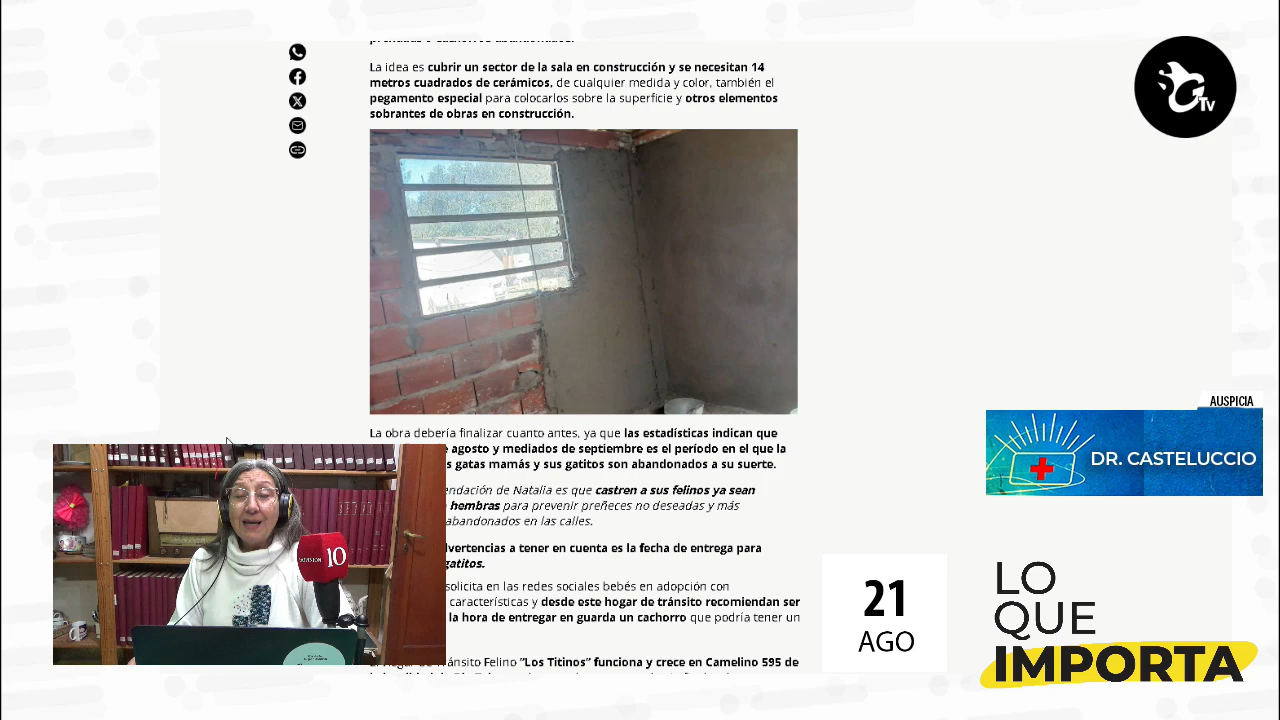 La idea es cubrir un sector de la sala en construcción y se necesitan 14
metros cuadrados de cerámicos, de cualquier medida y color, también el
pegamento especial para colocarlos sobre la superficie y otros elementos
sobrantes de obras en construcción.
G TV
La obra debería finalizar cuanto antes, ya que las estadísticas indican que
agosto y mediados de septiembre es el período en el que la
gatas mamás y sus gatitos son abandonados a su suerte.
Natalia es que castren a sus felinos ya sean
hembras para prevenir preñeces no deseadas y más
abandonados en las calles.
a tener en cuenta es la fecha de entrega para
gatitos.
solicita en las redes sociales bebés en adopción con
características y desde este hogar de tránsito recomiendan ser
la hora de entregar en guarda un cachorro que podría tener un
Felino "Los Titinos" funciona y crece en Camelino 595 de
10
AUSPICIA
DR. CASTELUCCIO
21
AGO
LO
QUE
IMPORTA